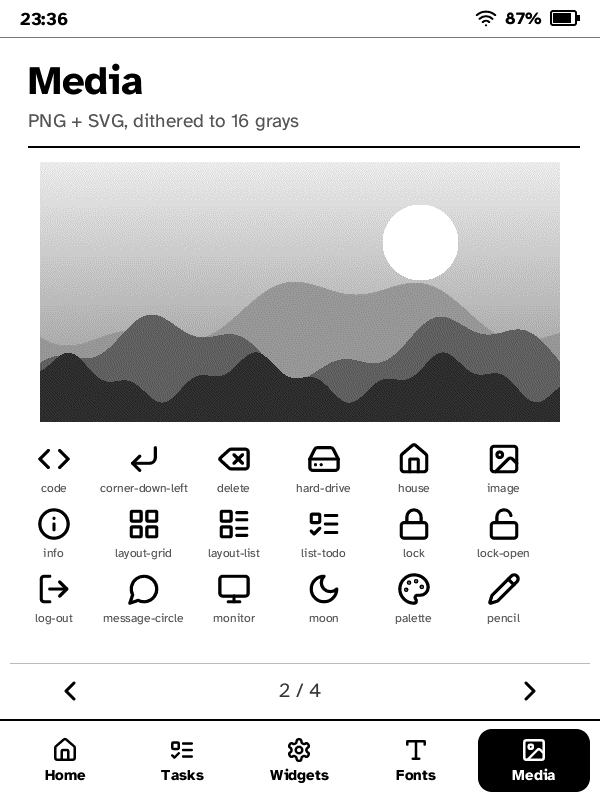 23:36 87%
Media
PNG + SVG, dithered to 16 grays
code corner-down-left delete hard-drive house image
info layout-grid layout-list list-todo lock lock-open
log-out message-circle monitor moon palette pencil
2 / 4
Home Tasks Widgets Fonts Media